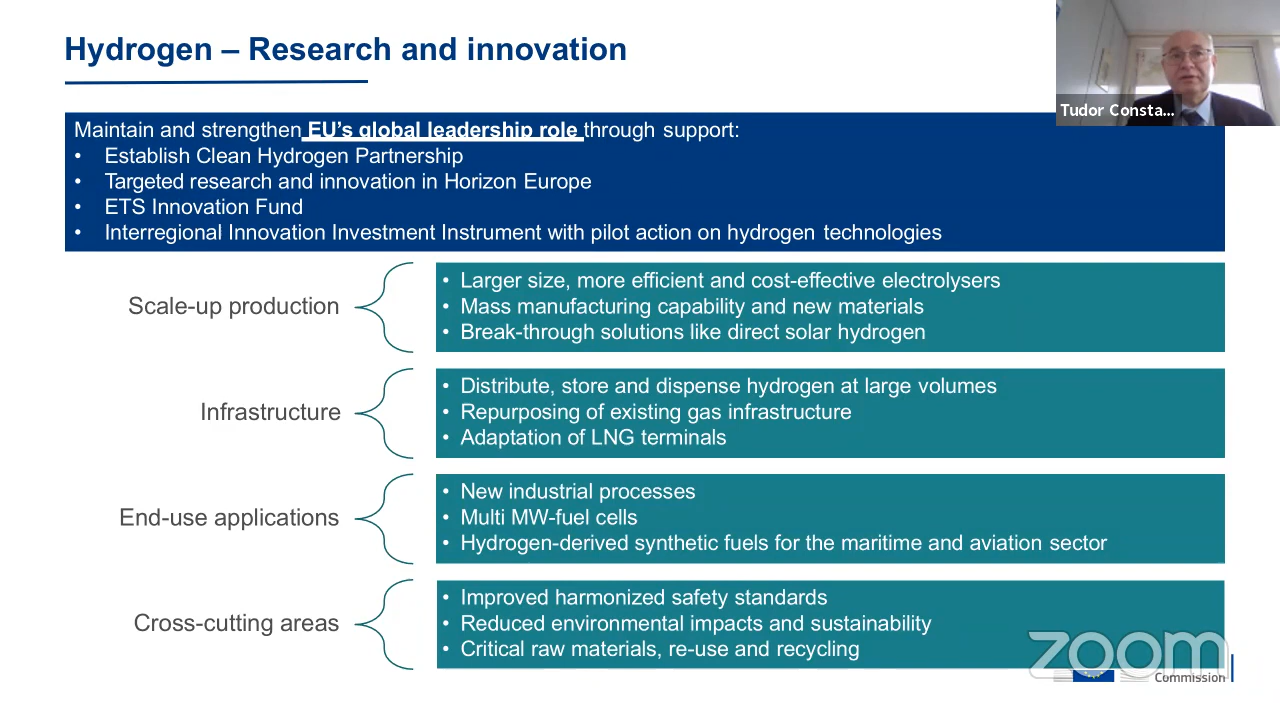 Hydrogen – Research and innovation
Tudor Consta...
Maintain and strengthen EU's global leadership role through support:
• Establish Clean Hydrogen Partnership
• Targeted research and innovation in Horizon Europe
• ETS Innovation Fund
• Interregional Innovation Investment Instrument with pilot action on hydrogen technologies
Scale-up production
• Larger size, more efficient and cost-effective electrolysers
• Mass manufacturing capability and new materials
• Break-through solutions like direct solar hydrogen
Infrastructure
• Distribute, store and dispense hydrogen at large volumes
• Repurposing of existing gas infrastructure
• Adaptation of LNG terminals
End-use applications
• New industrial processes
• Multi MW-fuel cells
• Hydrogen-derived synthetic fuels for the maritime and aviation sector
Cross-cutting areas
• Improved harmonized safety standards
• Reduced environmental impacts and sustainability
• Critical raw materials, re-use and recycling
zoom
Commission